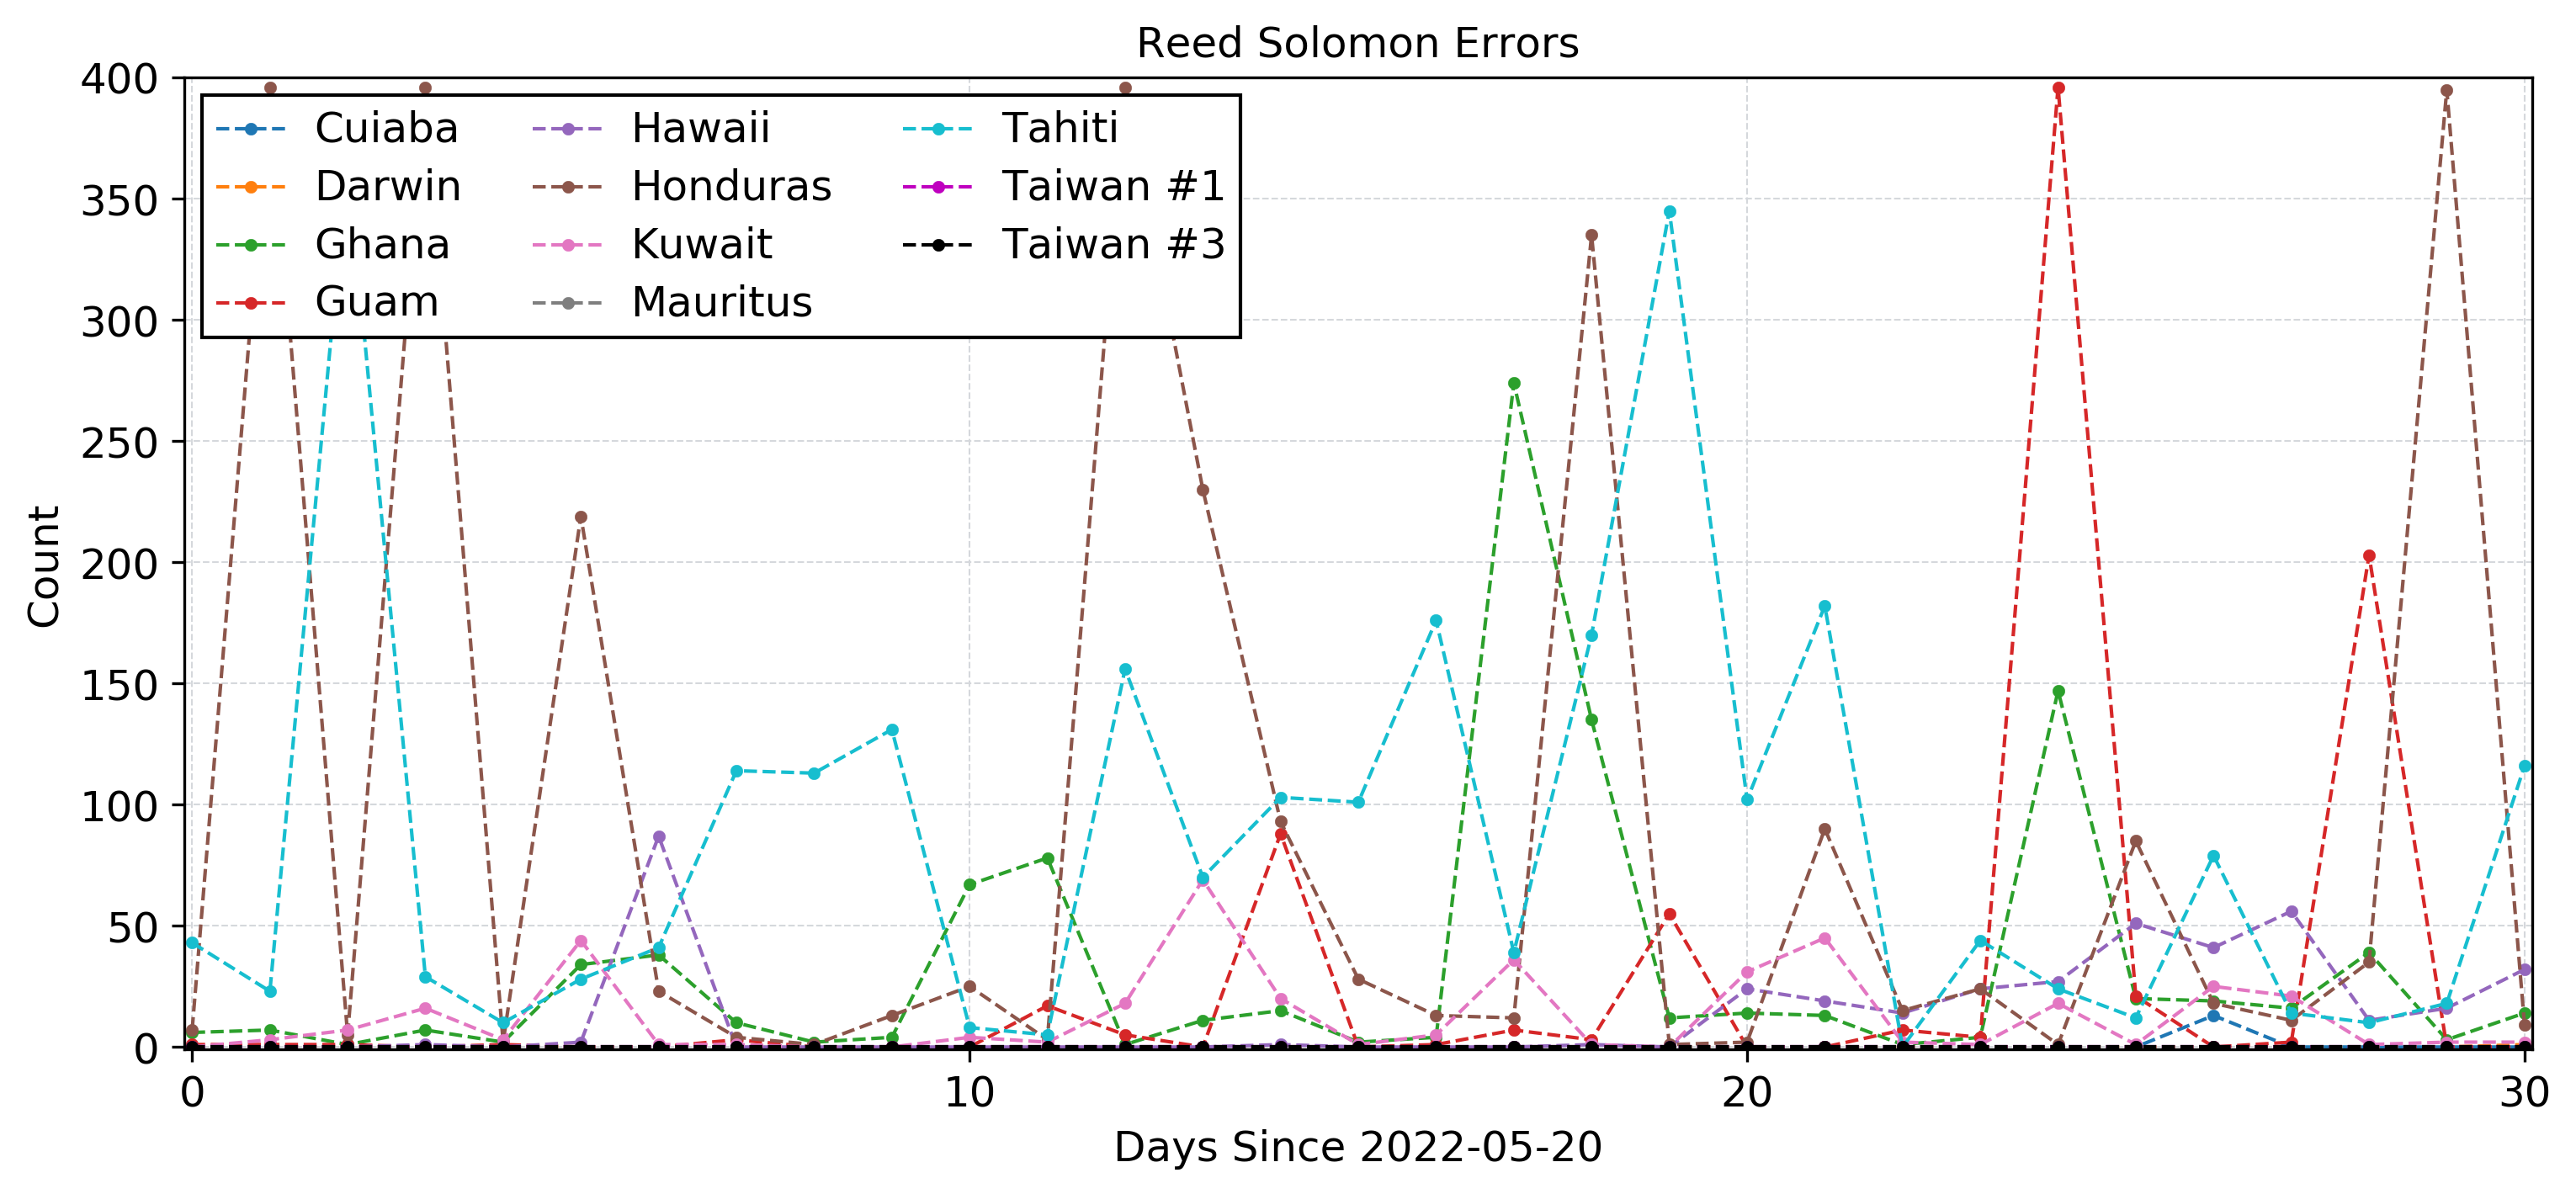 Reed Solomon Errors
400
350
300
250
200
150
100
50
0
Count
Cuiaba
Darwin
Ghana
Guam
Hawaii
Honduras
Kuwait
Mauritus
Tahiti
Taiwan #1
Taiwan #3
0 10 20 30
Days Since 2022-05-20